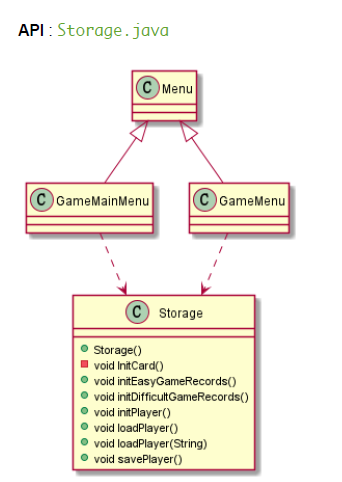 API : Storage.java
C Menu
C GameMainMenu
C GameMenu
C Storage
Storage()
void InitCard()
void initEasyGameRecords()
void initDifficultGameRecords()
void initPlayer()
void loadPlayer()
void loadPlayer(String)
void savePlayer()